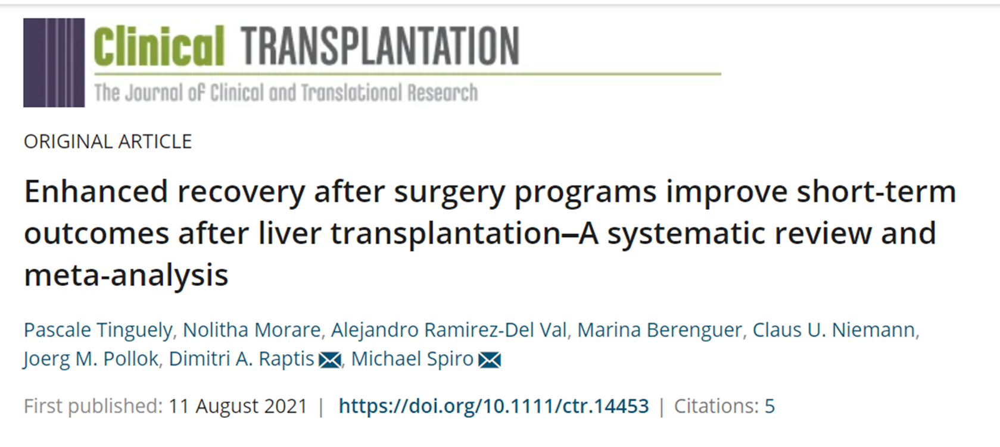 Clinical TRANSPLANTATION
The Journal of Clinical and Translational Research
ORIGINAL ARTICLE
Enhanced recovery after surgery programs improve short-term
outcomes after liver transplantation–A systematic review and
meta-analysis
Pascale Tinguely, Nolitha Morare, Alejandro Ramirez-Del Val, Marina Berenguer, Claus U. Niemann,
Joerg M. Pollok, Dimitri A. Raptis, Michael Spiro
First published: 11 August 2021 | https://doi.org/10.1111/ctr.14453 | Citations: 5